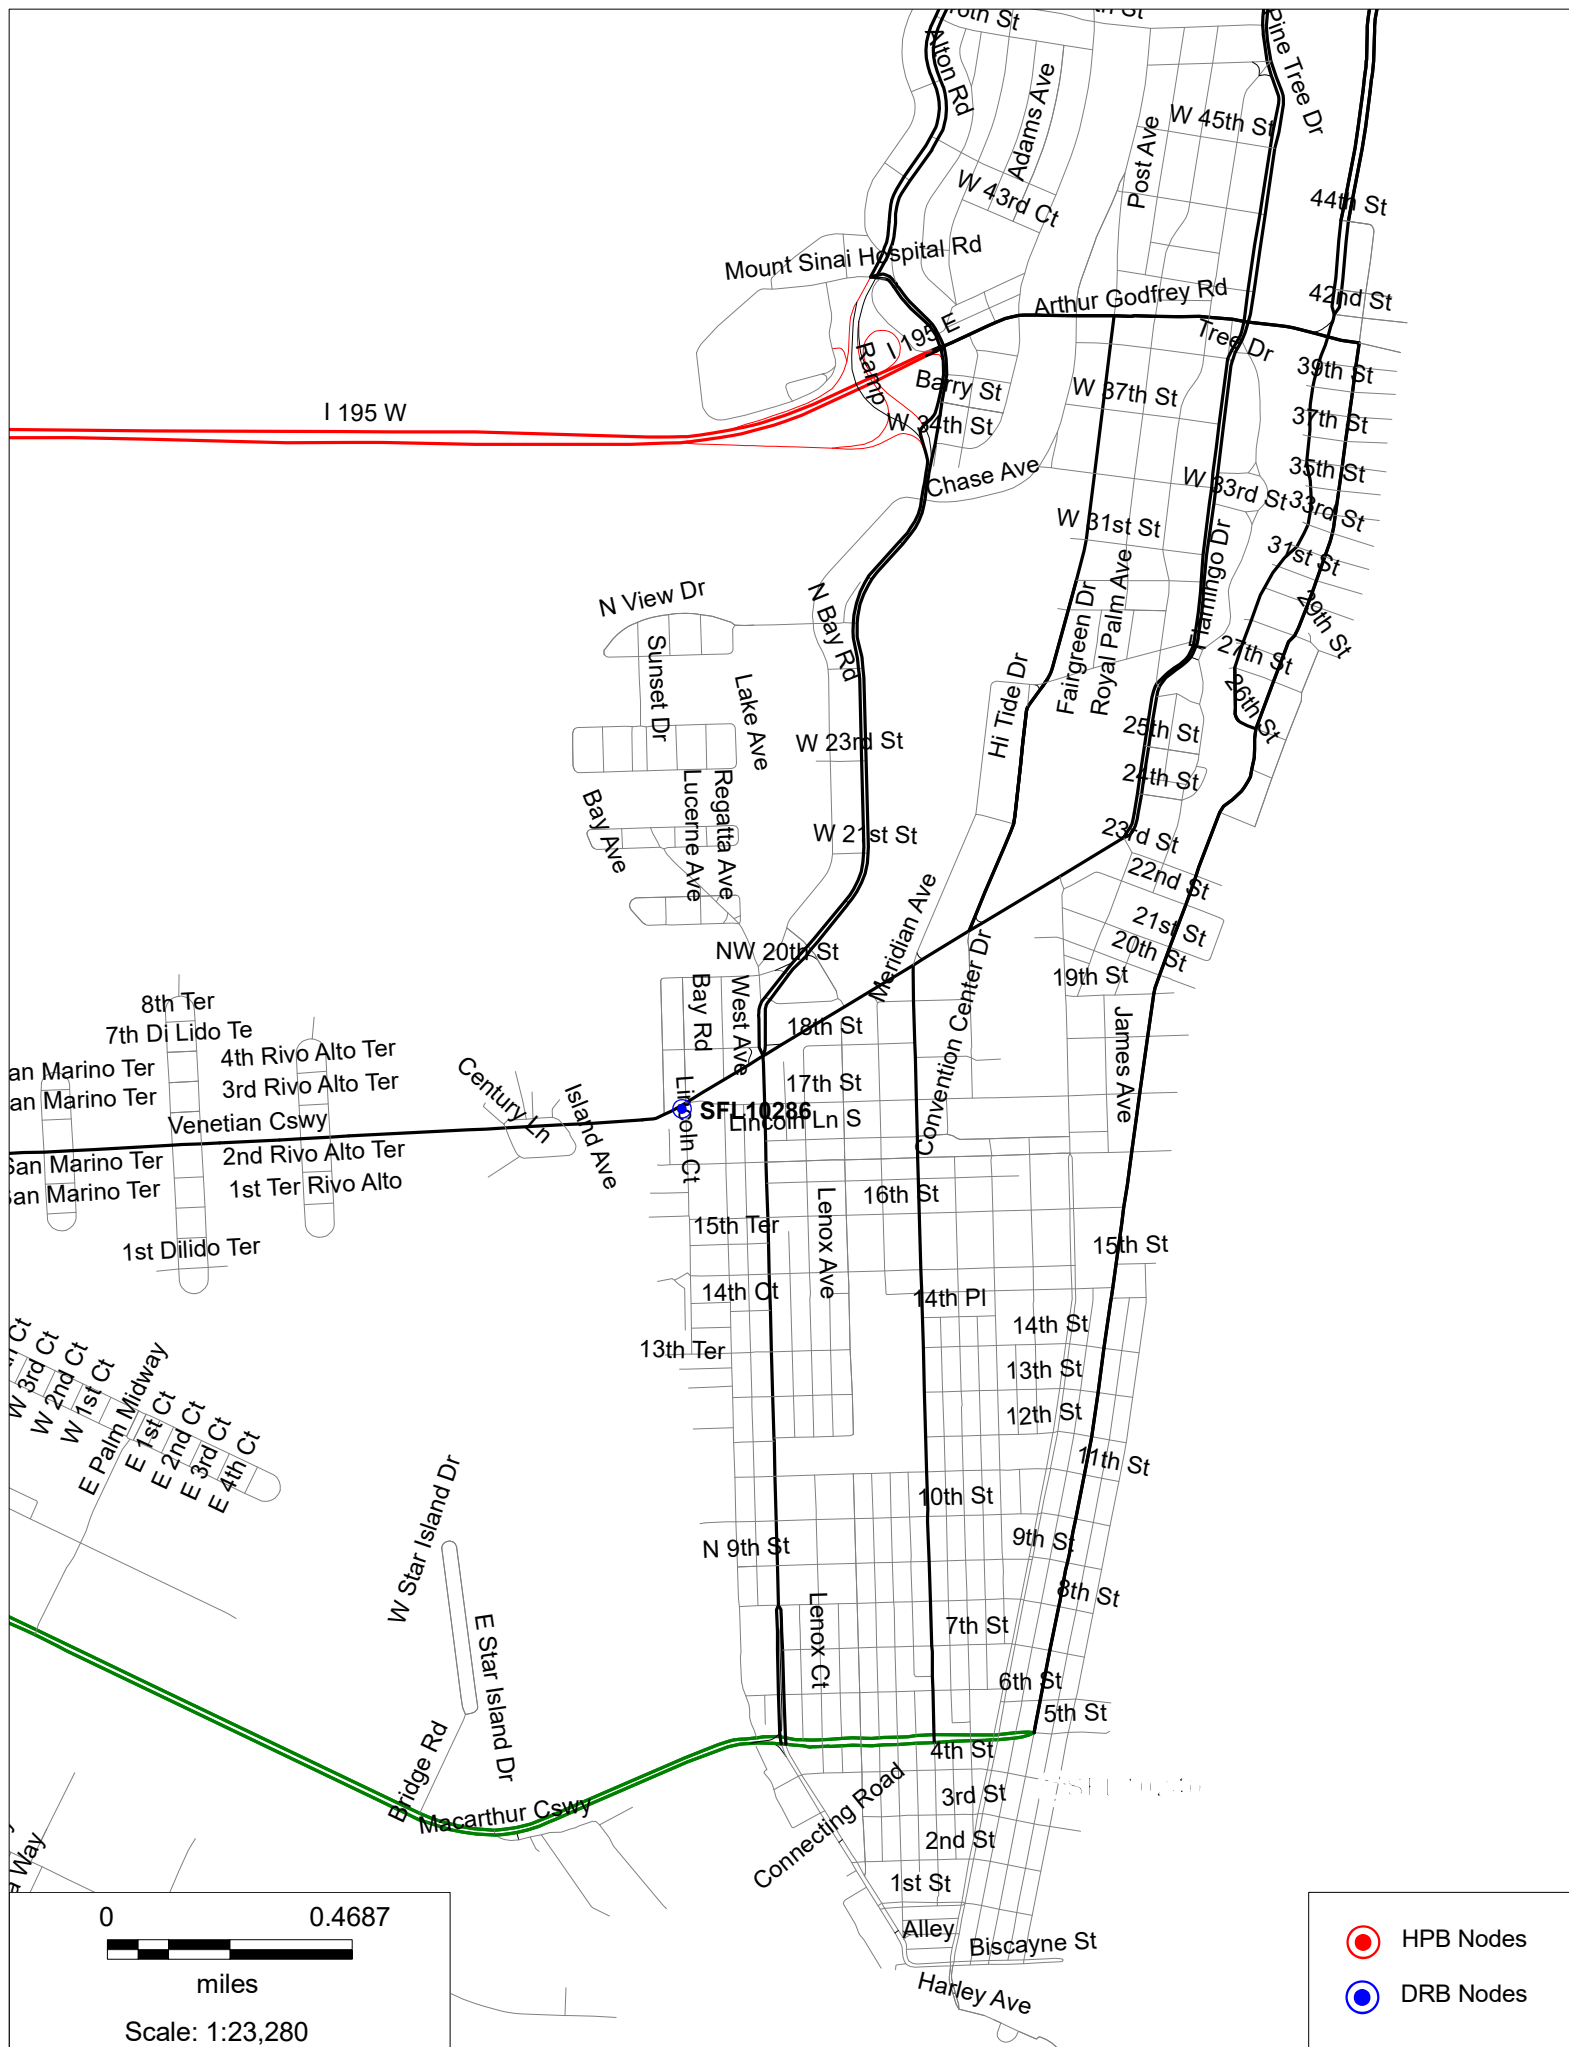 Alton Rd
Pine Tree Dr
Adams Ave
W 45th St
Post Ave
W 43rd Ct
44th St
Mount Sinai Hospital Rd
Arthur Godfrey Rd
42nd St
I 195 E
Tree Dr
Ramp
39th St
Barry St
W 37th St
I 195 W
37th St
W 34th St
35th St
Chase Ave
W 33rd St
33rd St
W 31st St
31st St
Flamingo Dr
N View Dr
N Bay Rd
29th St
Fairgreen Dr
Royal Palm Ave
Sunset Dr
27th St
Hi Tide Dr
26th St
Lake Ave
25th St
W 23rd St
24th St
Bay Ave
Lucerne Ave
Regatta Ave
W 21st St
23rd St
22nd St
Meridian Ave
21st St
NW 20th St
20th St
19th St
Bay Rd
West Ave
8th Ter
18th St
Convention Center Dr
James Ave
7th Di Lido Te
4th Rivo Alto Ter
an Marino Ter
3rd Rivo Alto Ter
17th St
an Marino Ter
Century Ln
Island Ave
Lincoln Ct
SFL10286
Venetian Cswy
Lincoln Ln S
2nd Rivo Alto Ter
San Marino Ter
1st Ter Rivo Alto
San Marino Ter
16th St
Lenox Ave
15th Ter
1st Dilido Ter
15th St
14th Ct
14th Pl
14th St
13th Ter
Ct
W 3rd Ct
W 2nd Ct
W 1st Ct
E Palm Midway
E 1st Ct
E 2nd Ct
E 3rd Ct
E 4th Ct
13th St
12th St
11th St
W Star Island Dr
10th St
N 9th St
9th St
8th St
E Star Island Dr
Lenox Ct
7th St
6th St
5th St
Bridge Rd
4th St
Macarthur Cswy
Connecting Road
3rd St
Way
2nd St
1st St
Alley
Biscayne St
Harley Ave
0 0.4687
miles
Scale: 1:23,280
HPB Nodes
DRB Nodes